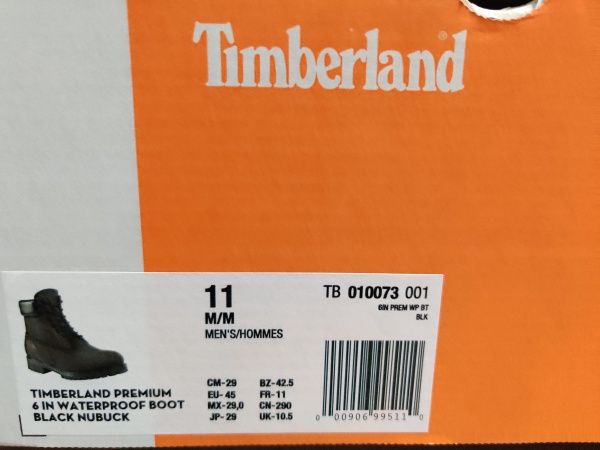 Timberland®
11
M/M
MEN'S/HOMMES
TB 010073 001
6IN PREM WP BT
BLK
TIMBERLAND PREMIUM
6 IN WATERPROOF BOOT
BLACK NUBUCK
CM-29 BZ-42.5
EU- 45 FR-11
MX-29,0 CN-290
JP- 29 UK-10.5
0 00906 99511 0